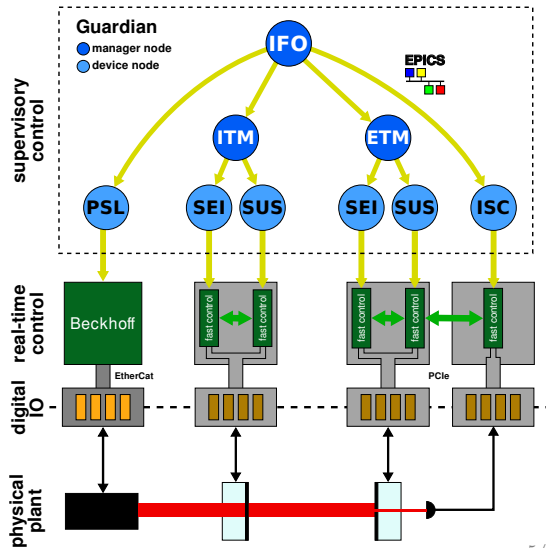 Guardian
manager node
device node
IFO
EPICS
supervisory
control
ITM
ETM
PSL
SEI
SUS
SEI
SUS
ISC
real-time
control
Beckhoff
fast control
fast control
fast control
fast control
fast control
EtherCat
PCIe
digital
IO
physical
plant